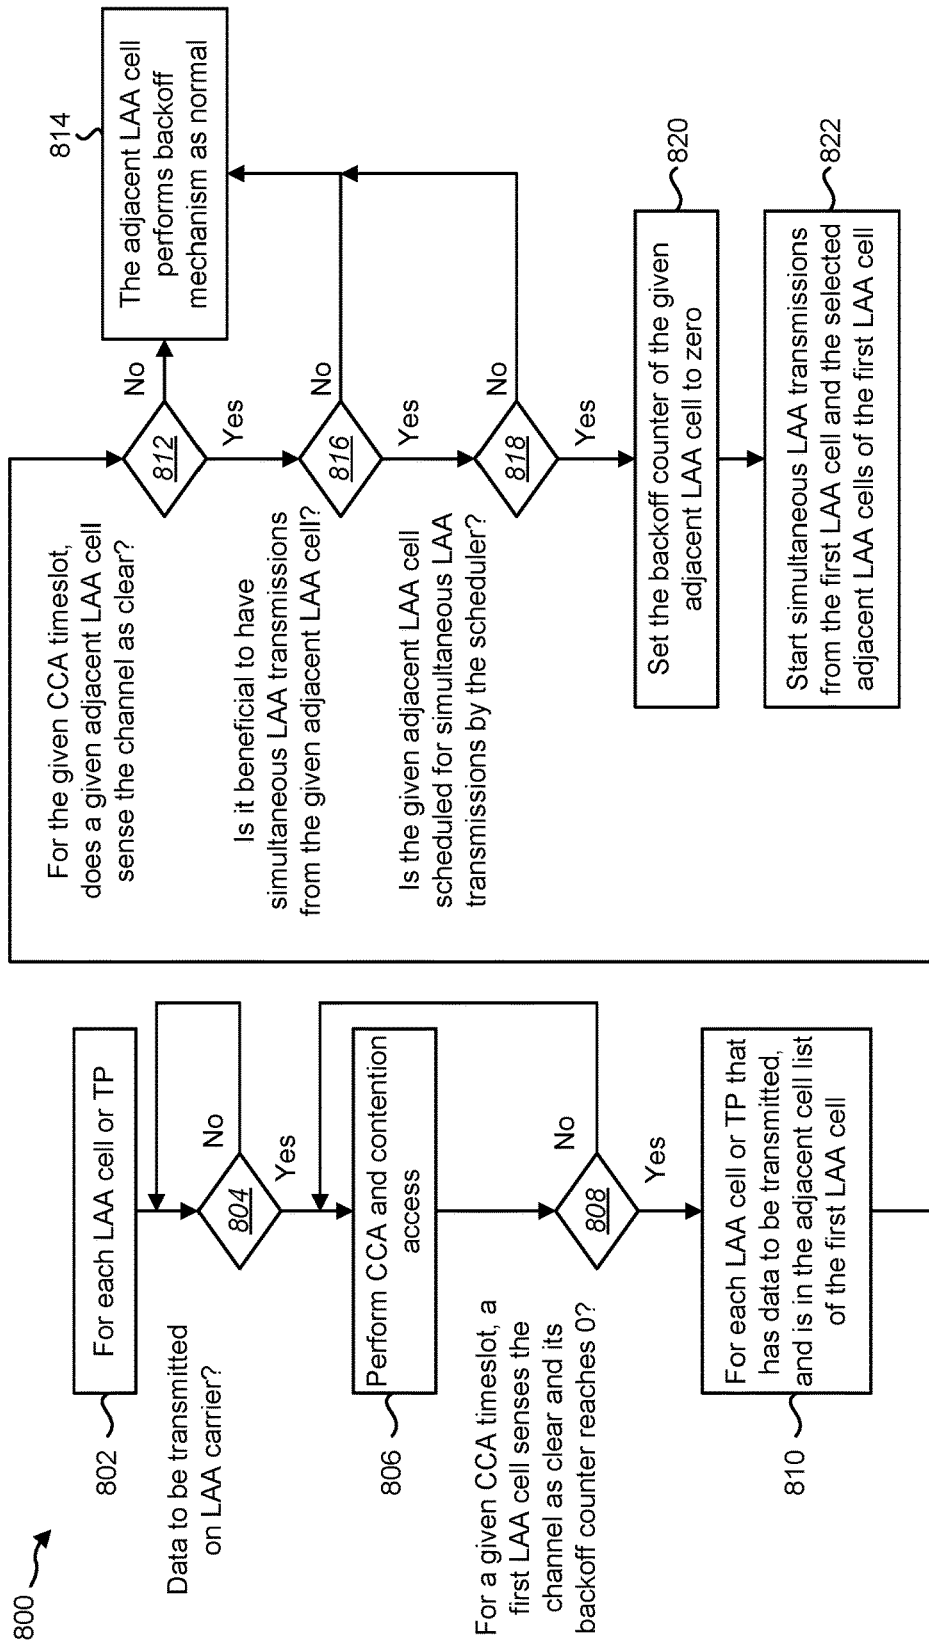 800
802
For each LAA cell or TP
Data to be transmitted
on LAA carrier?
804
No
Yes
806
Perform CCA and contention
access
For a given CCA timeslot, a
first LAA cell senses the
channel as clear and its
backoff counter reaches 0?
808
No
Yes
810
For each LAA cell or TP that
has data to be transmitted,
and is in the adjacent cell list
of the first LAA cell
For the given CCA timeslot,
does a given adjacent LAA cell
sense the channel as clear?
812
No
Yes
814
The adjacent LAA cell
performs backoff
mechanism as normal
Is it beneficial to have
simultaneous LAA transmissions
from the given adjacent LAA cell?
816
No
Yes
Is the given adjacent LAA cell
scheduled for simultaneous LAA
transmissions by the scheduler?
818
No
Yes
Set the backoff counter of the given
adjacent LAA cell to zero
820
Start simultaneous LAA transmissions
from the first LAA cell and the selected
adjacent LAA cells of the first LAA cell
822